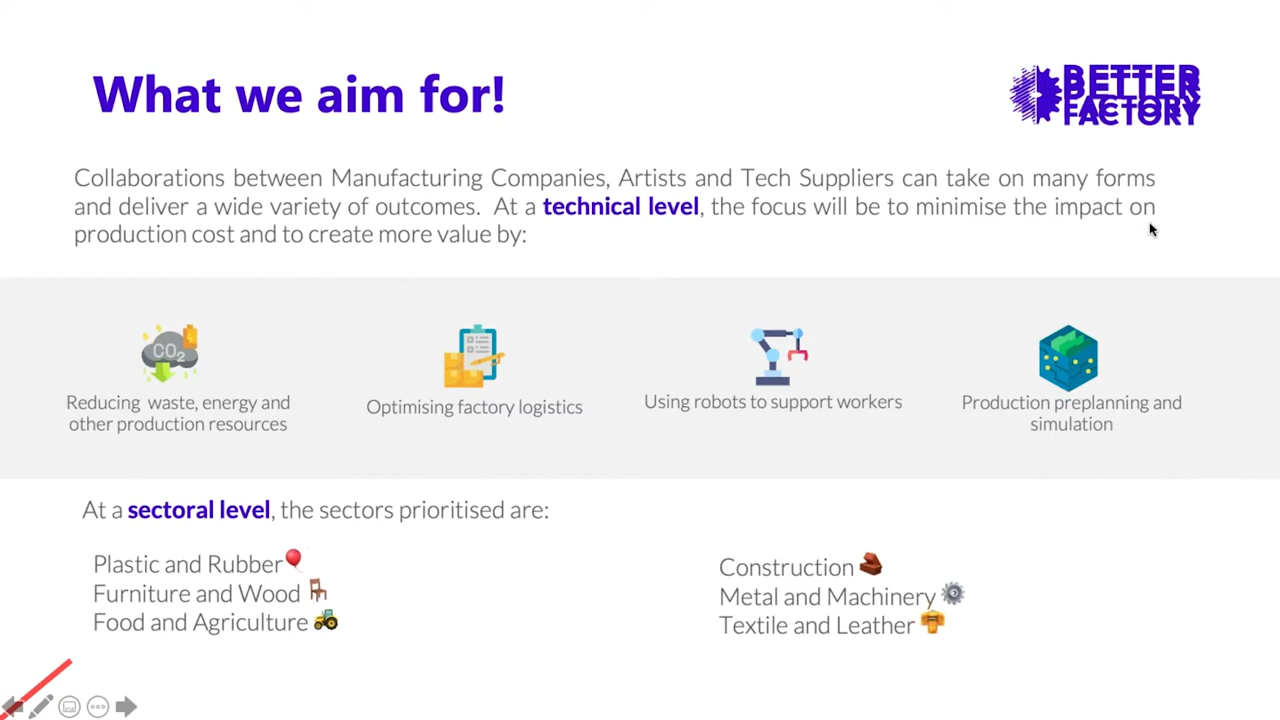 What we aim for!
BETTER
FACTORY
Collaborations between Manufacturing Companies, Artists and Tech Suppliers can take on many forms
and deliver a wide variety of outcomes. At a technical level, the focus will be to minimise the impact on
production cost and to create more value by:
CO2
Reducing waste, energy and
other production resources
Optimising factory logistics
Using robots to support workers
Production preplanning and
simulation
At a sectoral level, the sectors prioritised are:
Plastic and Rubber
Furniture and Wood
Food and Agriculture
Construction
Metal and Machinery
Textile and Leather